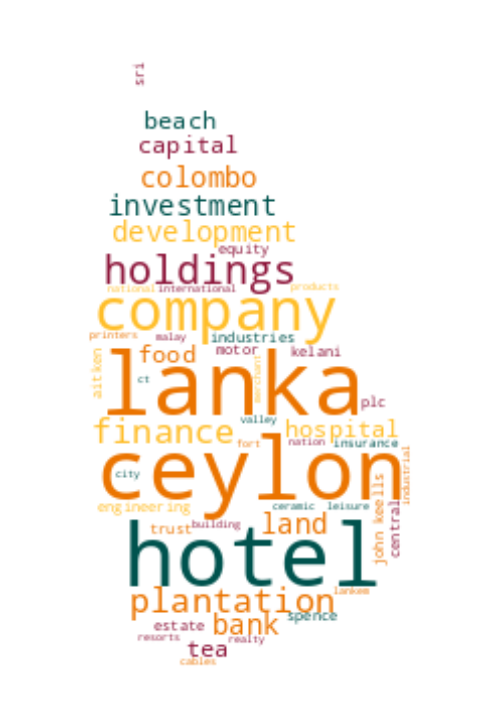 sri
beach
capital
colombo
investment
development
equity
holdings
national international products
company
printers malay industries
aitken food motor kelani
ct merchant
lanka
plc
valley
finance hospital
fort nation insurance
ceylon
city industrial
engineering ceramic leisure john keells central
trust building land
hotel
lankem
plantation
spence
estate bank
resorts realty
tea
cables